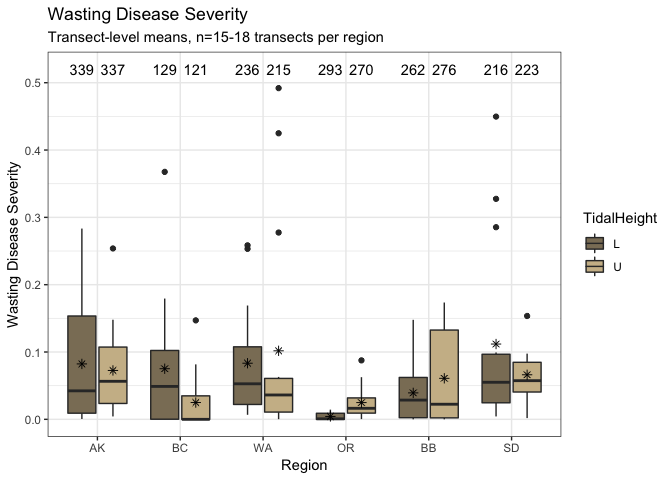 Wasting Disease Severity
Transect-level means, n=15-18 transects per region
339 337 129 121 236 215 293 270 262 276 216 223
0.5
0.4
0.3
0.2
0.1
0.0
Wasting Disease Severity
AK BC WA OR BB SD
Region
TidalHeight
L
U